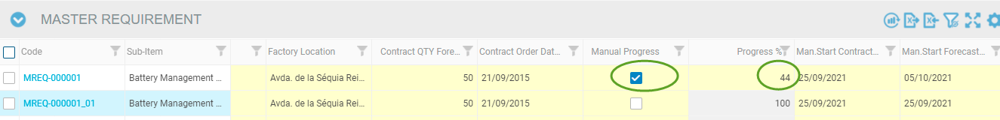 MASTER REQUIREMENT
Code Sub-Item Factory Location Contract QTY Fore... Contract Order Dat... Manual Progress Progress % Man.Start Contract... Man.Start Forecast...
MREQ-000001 Battery Management ... Avda. de la Séquia Rei... 50 21/09/2015 44 25/09/2021 05/10/2021
MREQ-000001_01 Battery Management ... Avda. de la Séquia Rei... 50 21/09/2015 100 25/09/2021 25/09/2021